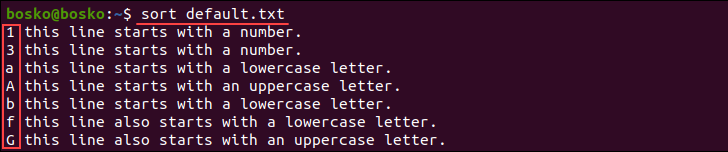 bosko@bosko:~$ sort default.txt
1 this line starts with a number.
3 this line starts with a number.
a this line starts with a lowercase letter.
A this line starts with an uppercase letter.
b this line starts with a lowercase letter.
f this line also starts with a lowercase letter.
G this line also starts with an uppercase letter.